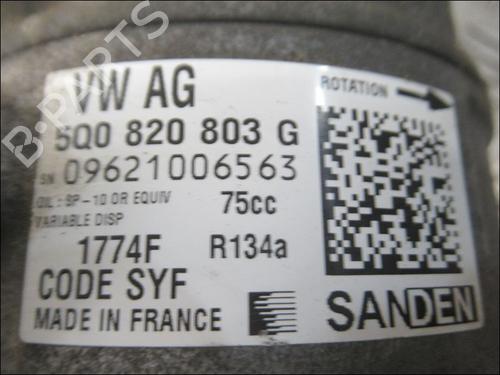 VW AG
5Q0 820 803 G
SN 09621006563
OIL: SP-10 OR EQUIV 75cc
VARIABLE DISP
1774F R134a
CODE SYF
MADE IN FRANCE
ROTATION
SANDEN
B-PARTS